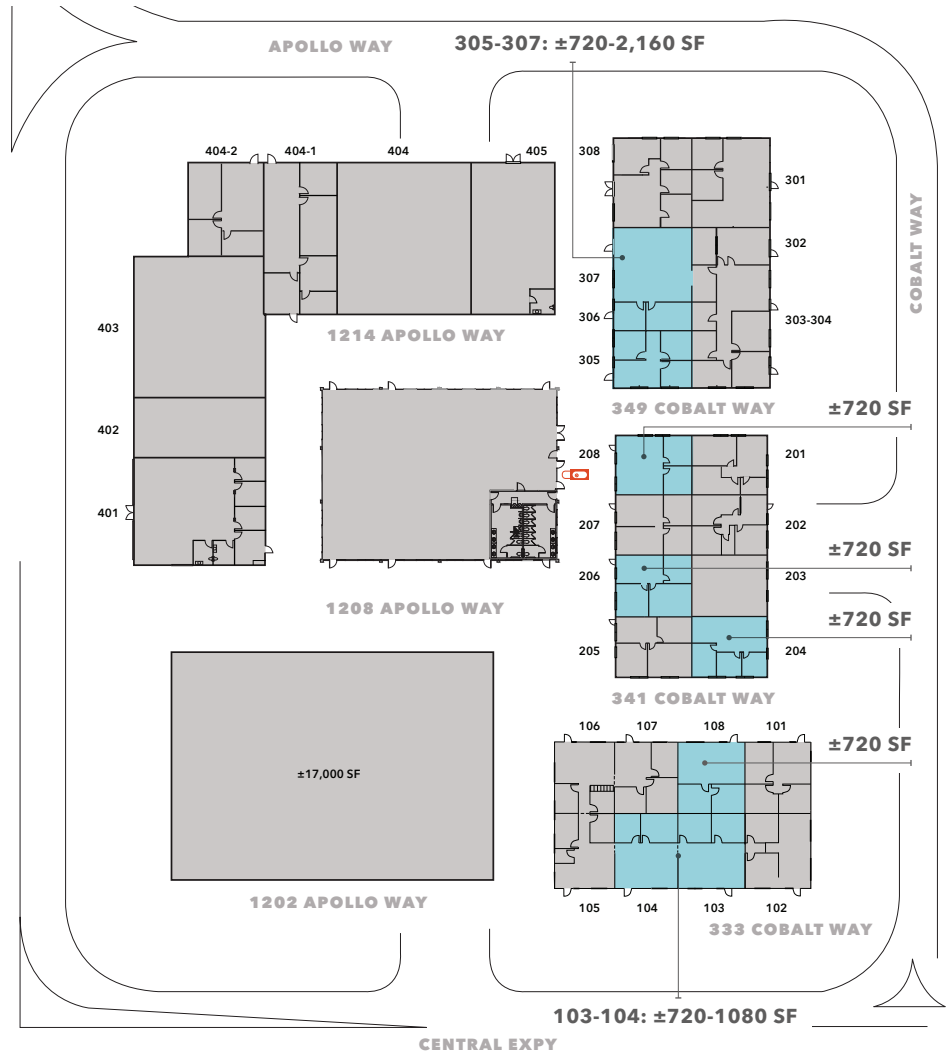 APOLLO WAY
305-307: ±720-2,160 SF
404-2
404-1
404
405
308
301
COBALT WAY
302
307
403
306
303-304
1214 APOLLO WAY
305
349 COBALT WAY
±720 SF
402
208
201
401
207
202
±720 SF
206
203
1208 APOLLO WAY
±720 SF
205
204
341 COBALT WAY
106
107
108
101
±720 SF
±17,000 SF
1202 APOLLO WAY
105
104
103
102
333 COBALT WAY
103-104: ±720-1080 SF
CENTRAL EXPY